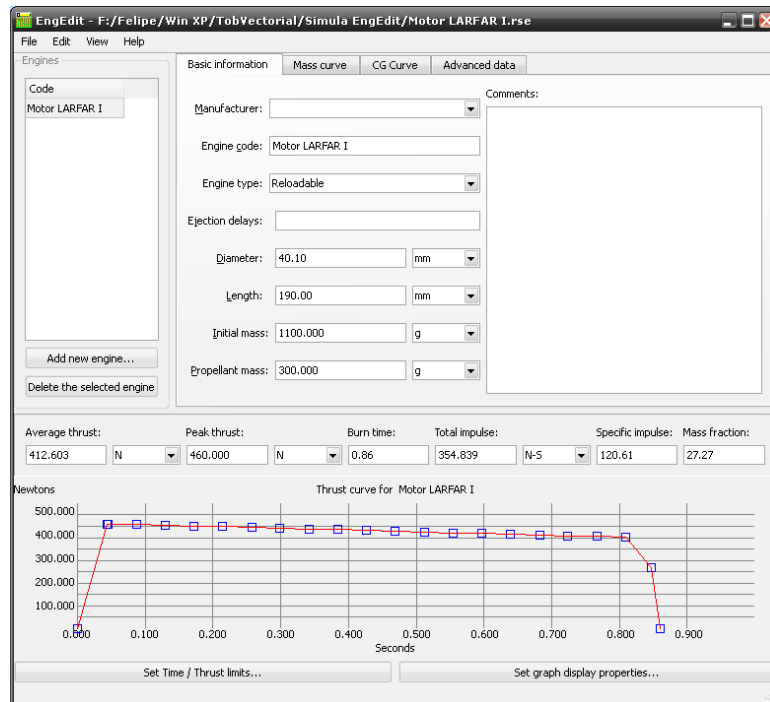 EngEdit - F:/Felipe/Win XP/TobVectorial/Simula EngEdit/Motor LARFAR I.rse
File Edit View Help
Engines
Code
Motor LARFAR I
Add new engine...
Delete the selected engine
Basic information Mass curve CG Curve Advanced data
Manufacturer:
Engine code: Motor LARFAR I
Engine type: Reloadable
Ejection delays:
Diameter: 40.10 mm
Length: 190.00 mm
Initial mass: 1100.000 g
Propellant mass: 300.000 g
Comments:
Average thrust: Peak thrust: Burn time: Total impulse: Specific impulse: Mass fraction:
412.603 N 460.000 N 0.86 354.839 N-S 120.61 27.27
Newtons Thrust curve for Motor LARFAR I
500.000
400.000
300.000
200.000
100.000
0.000 0.100 0.200 0.300 0.400 0.500 0.600 0.700 0.800 0.900
Seconds
Set Time / Thrust limits... Set graph display properties...